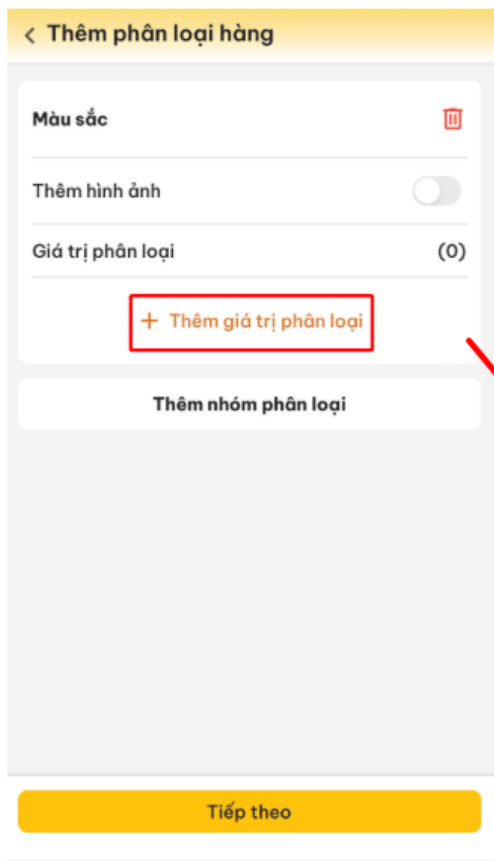 Thêm phân loại hàng
Màu sắc
Thêm hình ảnh
Giá trị phân loại (0)
+ Thêm giá trị phân loại
Thêm nhóm phân loại
Tiếp theo